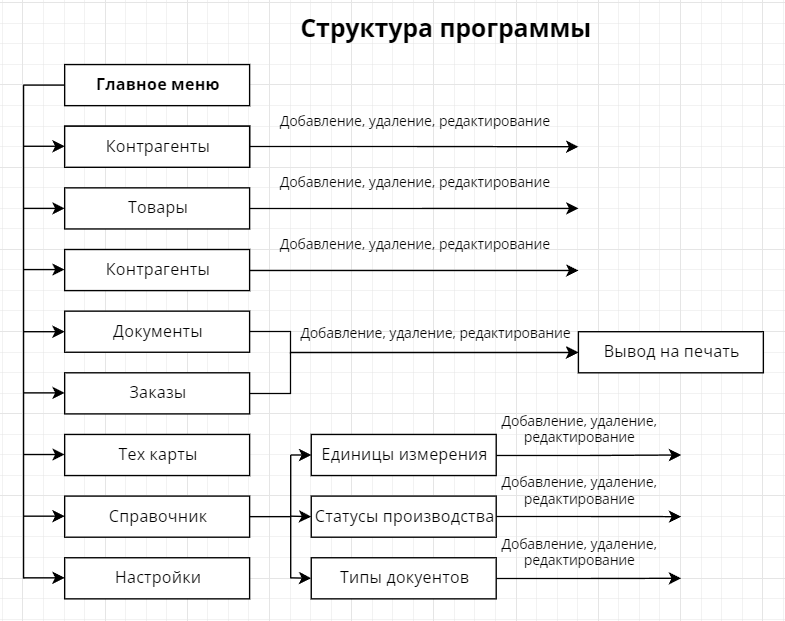 Структура программы
Главное меню
Добавление, удаление, редактирование
Контрагенты
Добавление, удаление, редактирование
Товары
Добавление, удаление, редактирование
Контрагенты
Документы
Добавление, удаление, редактирование
Вывод на печать
Заказы
Добавление, удаление,
редактирование
Тех карты
Единицы измерения
Добавление, удаление,
редактирование
Справочник
Статусы производства
Добавление, удаление,
редактирование
Настройки
Типы докуентов